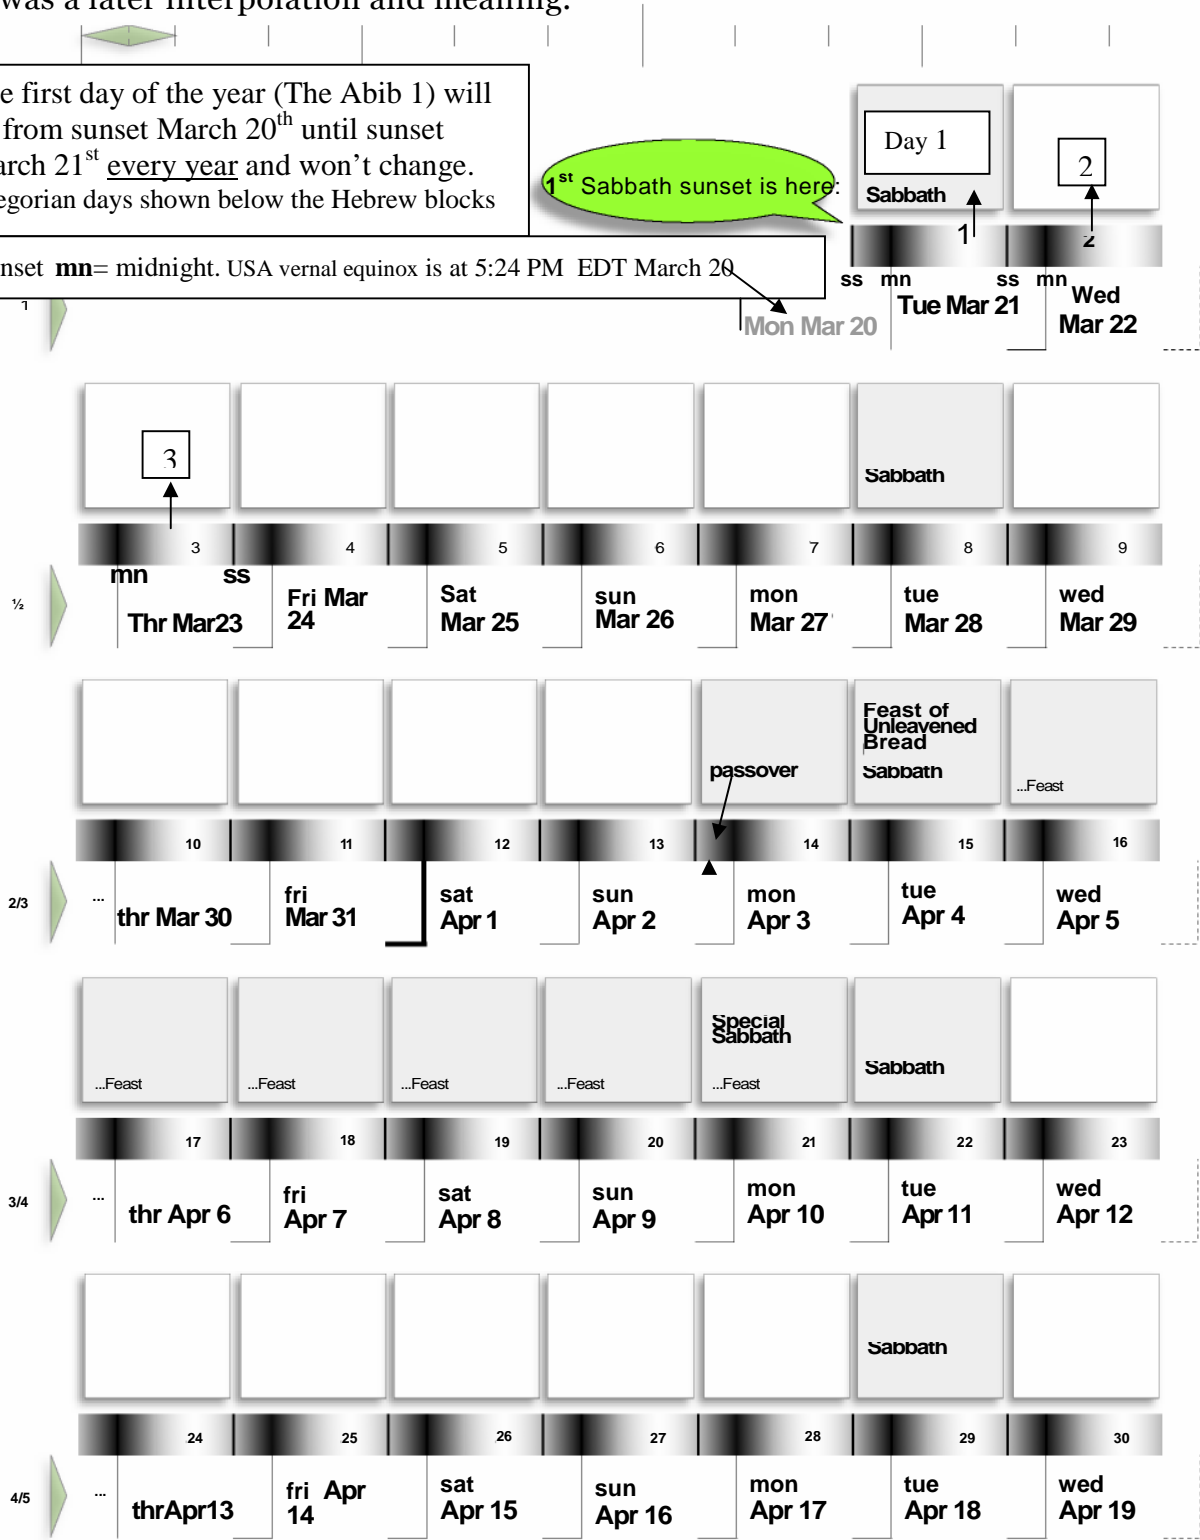 was a later interpolation and meaning.
e first day of the year (The Abib 1) will
from sunset March 20th until sunset
arch 21st every year and won't change.
egorian days shown below the Hebrew blocks
nset mn= midnight. USA vernal equinox is at 5:24 PM EDT March 20
1st Sabbath sunset is here:
Day 1
Sabbath
2
1 2
ss mn ss mn
1
Mon Mar 20
Tue Mar 21
Wed
Mar 22
3
Sabbath
3 4 5 6 7 8 9
mn ss
½
Thr Mar23
Fri Mar
24
Sat
Mar 25
sun
Mar 26
mon
Mar 27
tue
Mar 28
wed
Mar 29
passover
Feast of
Unleavened
Bread
Sabbath
...Feast
10 11 12 13 14 15 16
2/3
...
thr Mar 30
fri
Mar 31
sat
Apr 1
sun
Apr 2
mon
Apr 3
tue
Apr 4
wed
Apr 5
...Feast
...Feast
...Feast
...Feast
Special
Sabbath
...Feast
Sabbath
17 18 19 20 21 22 23
3/4
...
thr Apr 6
fri
Apr 7
sat
Apr 8
sun
Apr 9
mon
Apr 10
tue
Apr 11
wed
Apr 12
Sabbath
24 25 26 27 28 29 30
4/5
...
thrApr13
fri Apr
14
sat
Apr 15
sun
Apr 16
mon
Apr 17
tue
Apr 18
wed
Apr 19